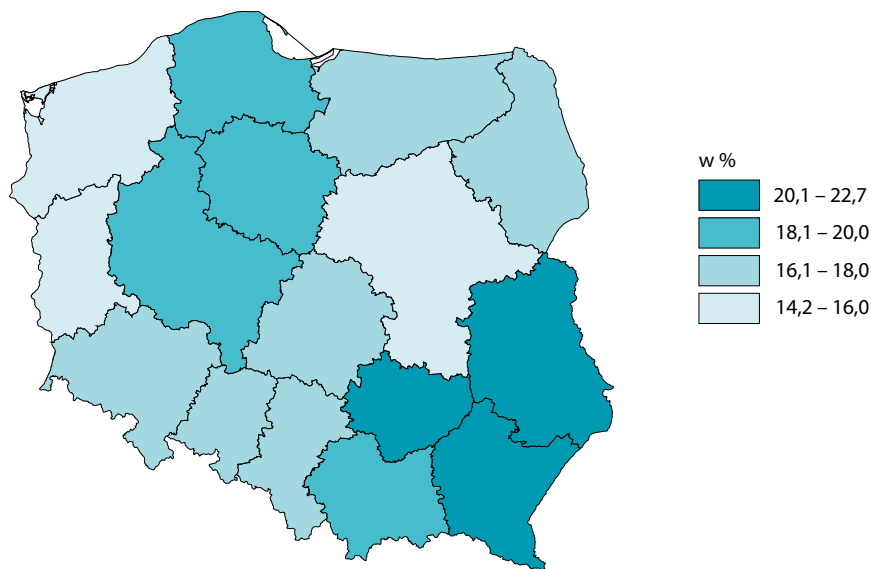 w %
20,1 – 22,7
18,1 – 20,0
16,1 – 18,0
14,2 – 16,0